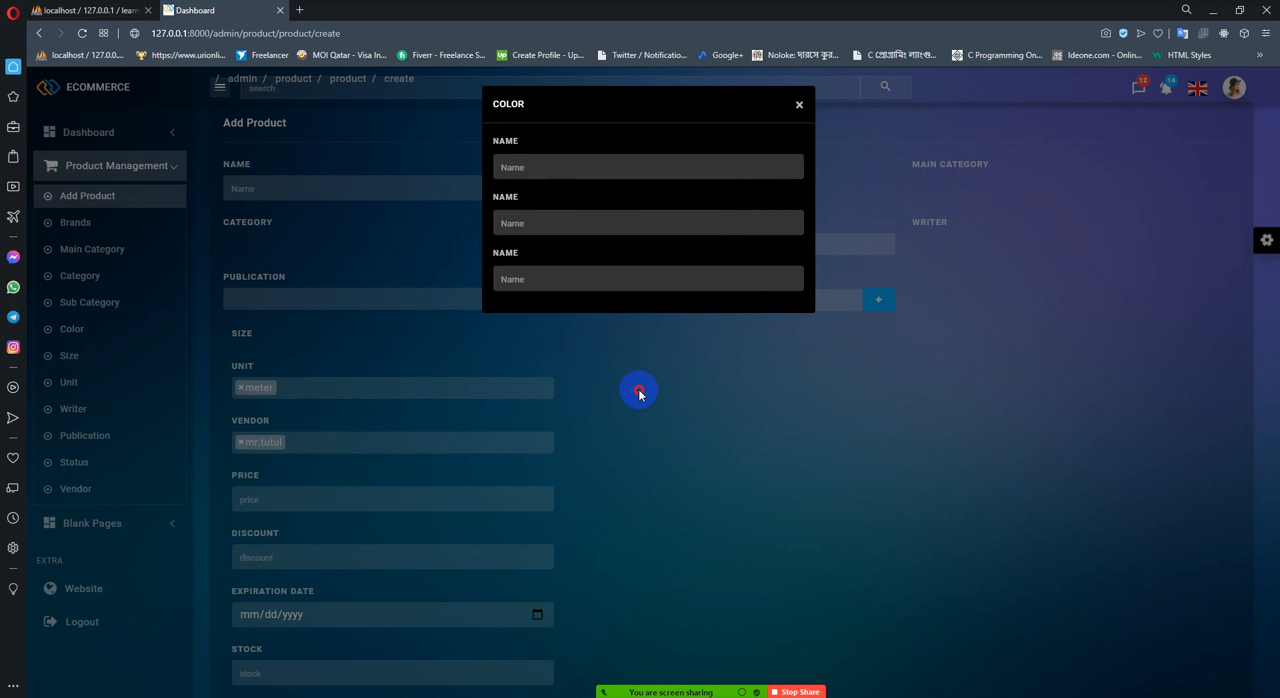 localhost / 127.0.0.1 / learn
Dashboard
127.0.0.1:8000/admin/product/product/create
localhost / 127.0.0....
https://www.urionli...
Freelancer
MOI Qatar - Visa In...
Fiverr - Freelance S...
Create Profile - Up...
Twitter / Notificatio...
Google+
C Programming On...
Ideone.com - Onlin...
HTML Styles
ECOMMERCE
/ admin / product / product / create
search
12
14
Dashboard
Product Management
Add Product
Brands
Main Category
Category
Sub Category
Color
Size
Unit
Writer
Publication
Status
Vendor
Blank Pages
EXTRA
Website
Logout
Add Product
NAME
Name
MAIN CATEGORY
CATEGORY
WRITER
PUBLICATION
+
SIZE
UNIT
×meter
VENDOR
×mr.tutul
PRICE
price
DISCOUNT
discount
EXPIRATION DATE
mm/dd/yyyy
STOCK
stock
COLOR
×
NAME
Name
NAME
Name
NAME
Name
You are screen sharing
Stop Share